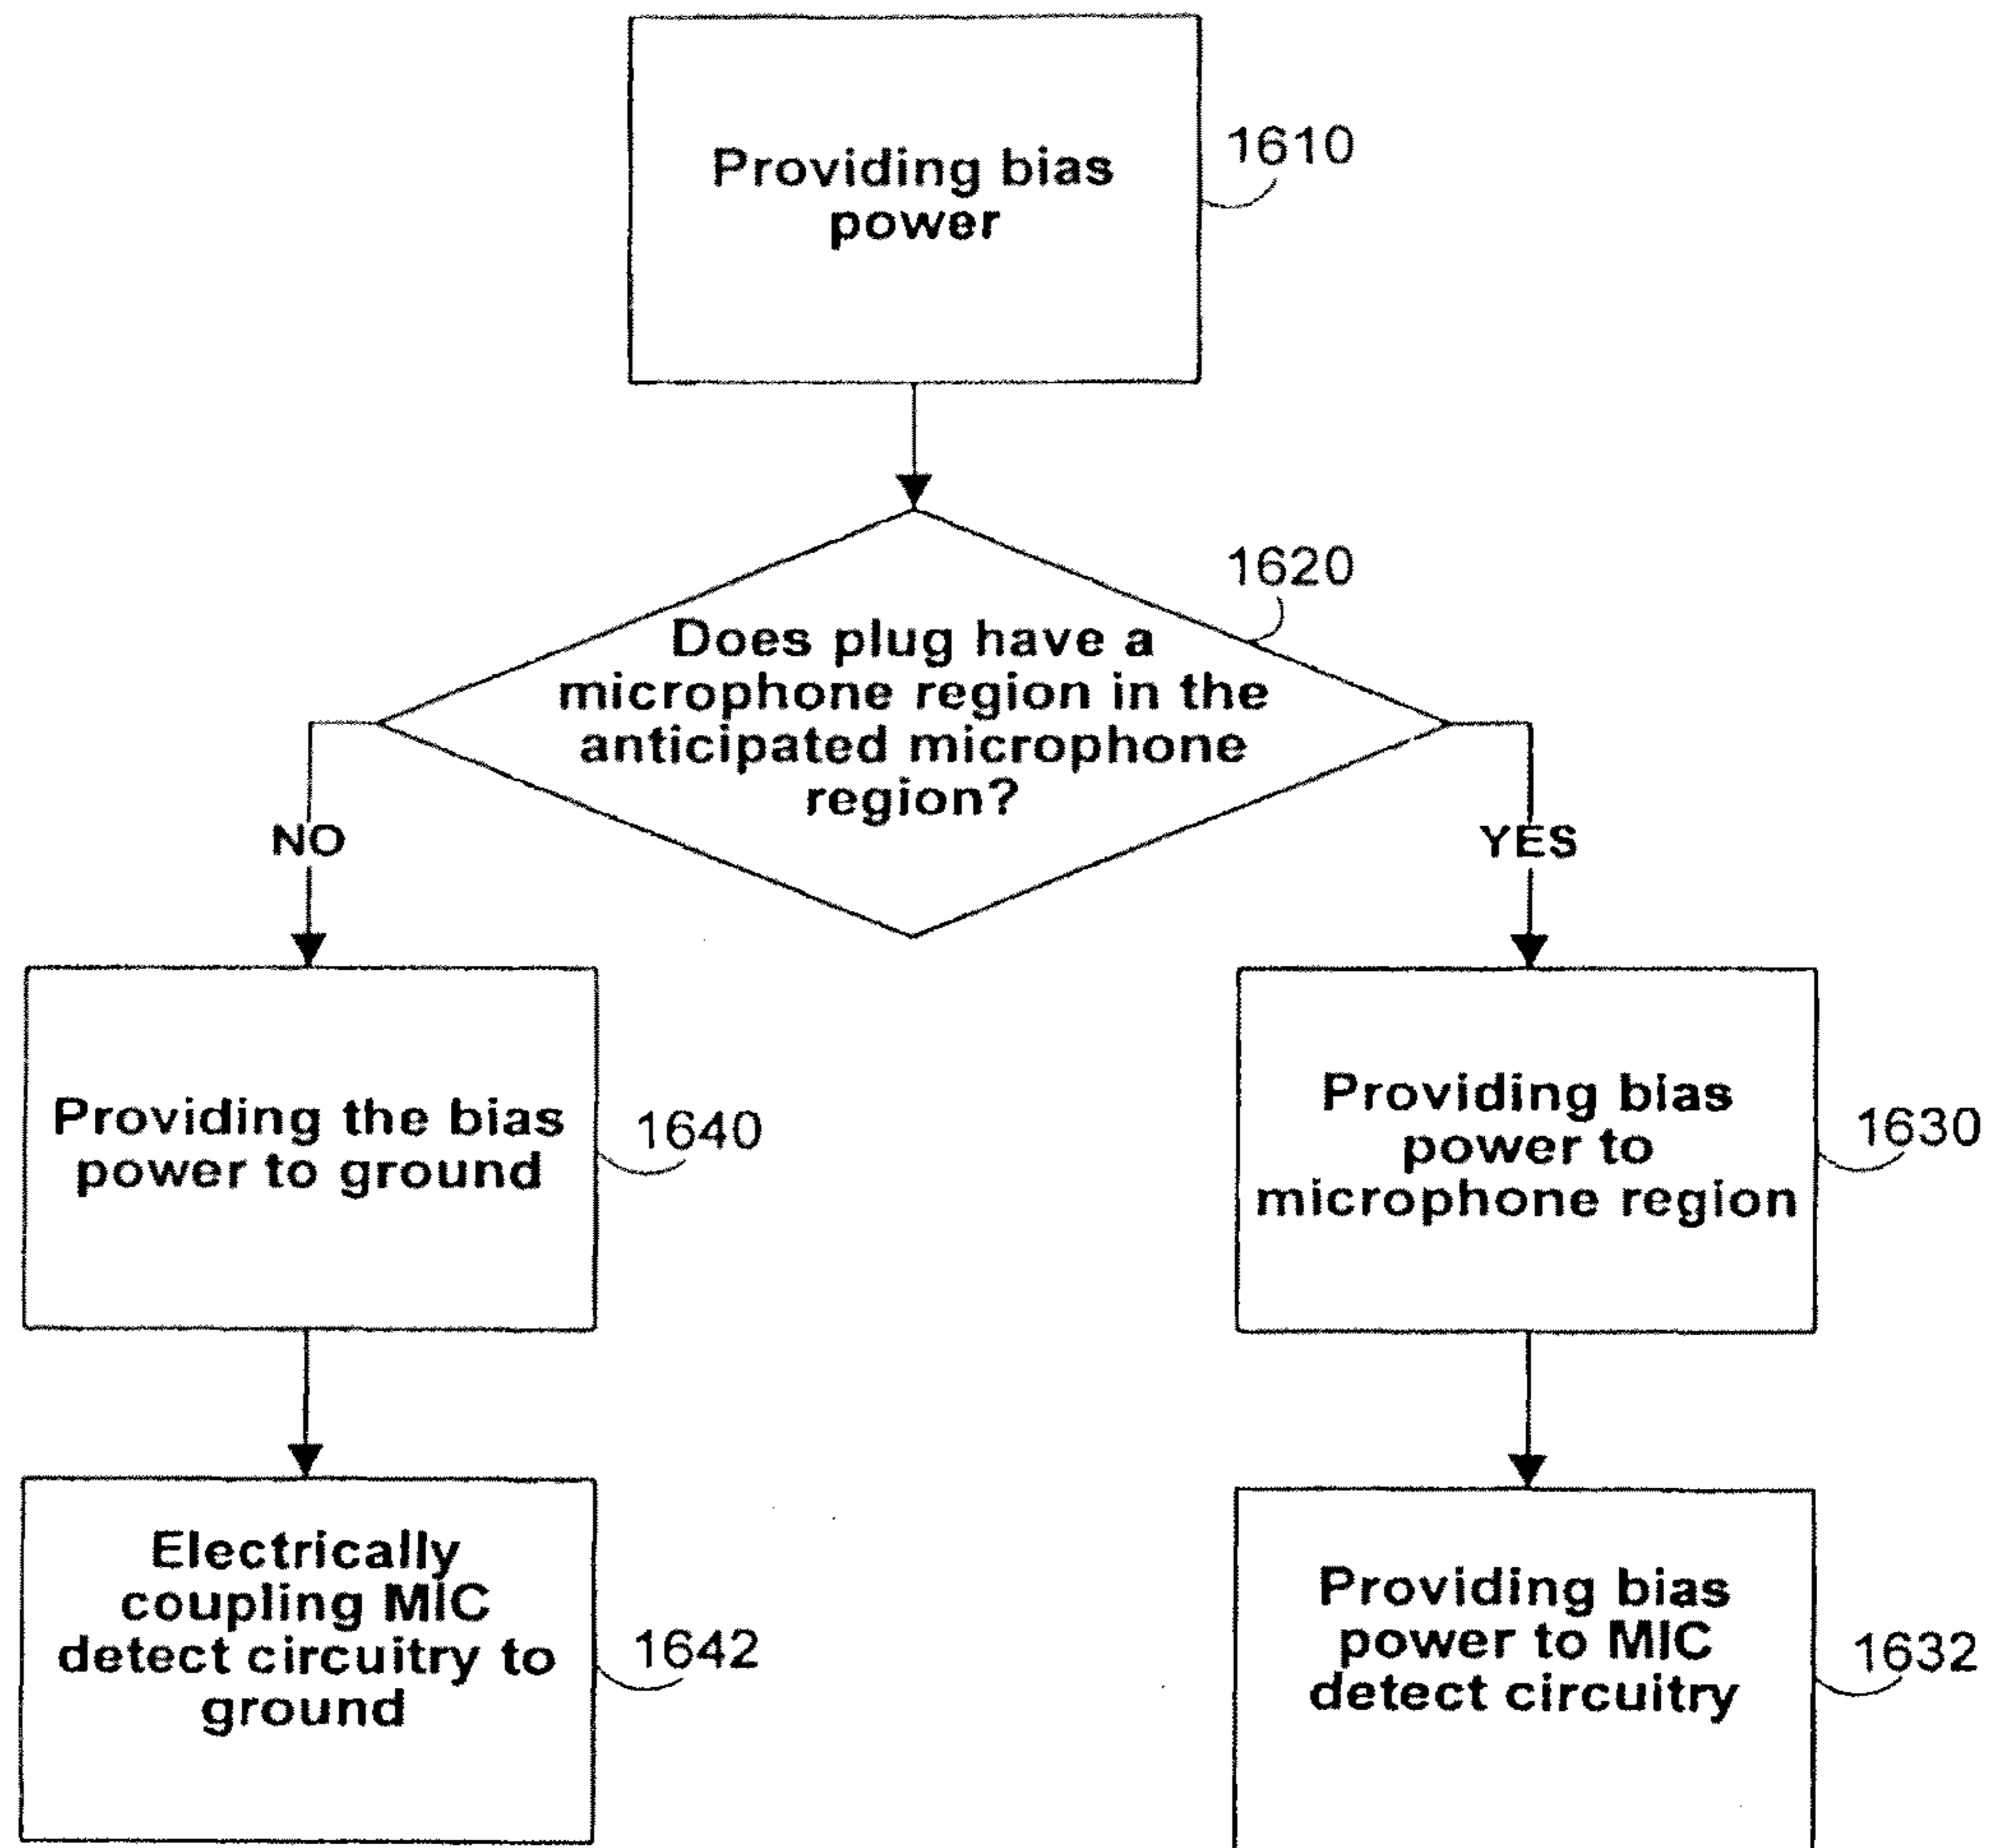 Providing bias
power
1610
1620
Does plug have a
microphone region in the
anticipated microphone
region?
NO
YES
Providing the bias
power to ground
1640
Providing bias
power to
microphone region
1630
Electrically
coupling MIC
detect circuitry to
ground
1642
Providing bias
power to MIC
detect circuitry
1632